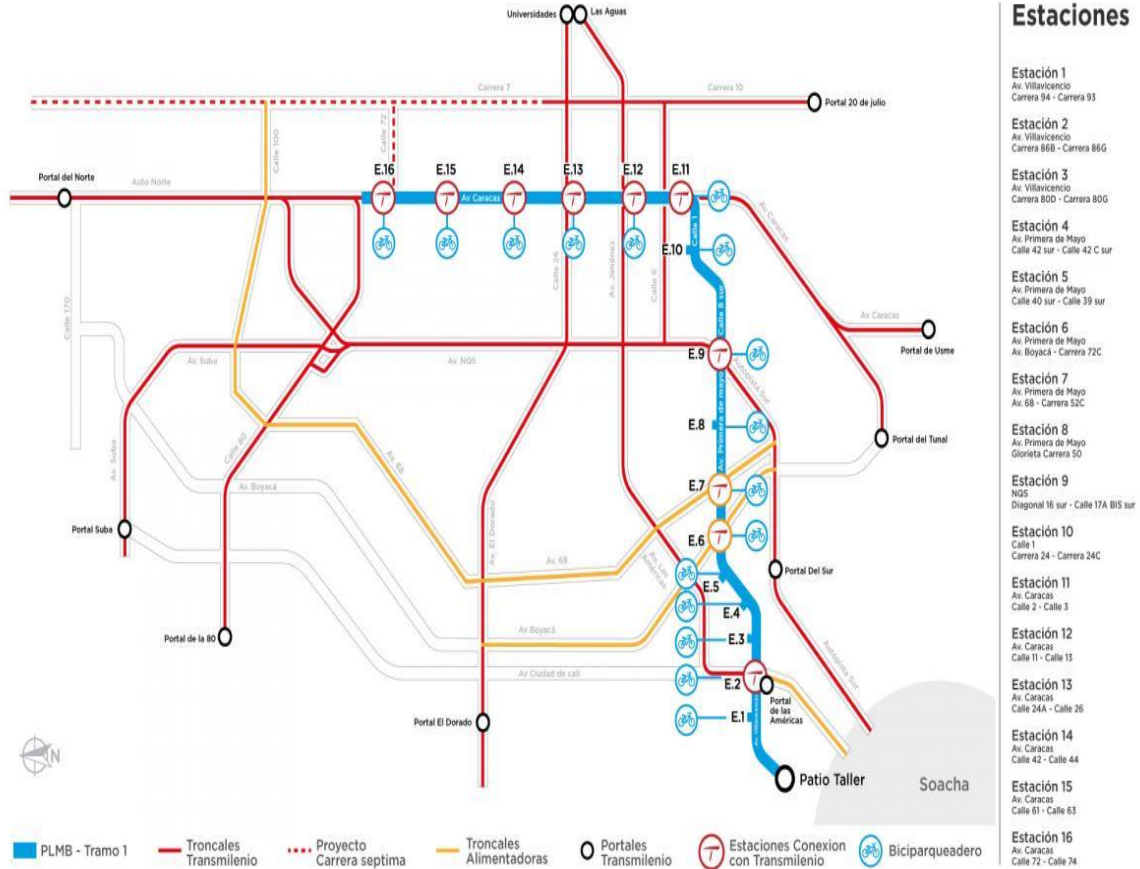 Universidades
Las Aguas
Carrera 7
Carrera 10
Portal 20 de julio
Calle 100
Calle 72
Portal del Norte
Auto Norte
E.16
E.15
E.14
E.13
E.12
E.11
Av Caracas
Av Caracas
Calle 1
E.10
Calle 26
Av. Jiménez
Calle 6
Calle 170
Calle 8 sur
Av Caracas
Portal de Usme
Av. Suba
Av. NQS
E.9
Autopista Sur
Av. Primera de mayo
E.8
Portal del Tunal
Av. Suba
Calle 80
Av. 68
Av. Boyacá
E.7
Portal Suba
Av. El Dorado
E.6
Av. Las Américas
Av. 68
E.5
Portal Del Sur
E.4
Portal de la 80
Av Boyacá
E.3
Av Ciudad de cali
E.2
Autopista Sur
Portal
de las
Américas
Portal El Dorado
E.1
N
Patio Taller
Soacha
PLMB - Tramo 1
Troncales
Transmilenio
Proyecto
Carrera septima
Troncales
Alimentadoras
Portales
Transmilenio
Estaciones Conexion
con Transmilenio
Biciparqueadero
Estaciones
Estación 1
Av. Villavicencio
Carrera 94 - Carrera 93
Estación 2
Av. Villavicencio
Carrera 86B - Carrera 86G
Estación 3
Av. Villavicencio
Carrera 80D - Carrera 80G
Estación 4
Av. Primera de Mayo
Calle 42 sur - Calle 42 C sur
Estación 5
Av. Primera de Mayo
Calle 40 sur - Calle 39 sur
Estación 6
Av. Primera de Mayo
Av. Boyacá - Carrera 72C
Estación 7
Av. Primera de Mayo
Av. 68 - Carrera 52C
Estación 8
Av. Primera de Mayo
Glorieta Carrera 50
Estación 9
NQS
Diagonal 16 sur - Calle 17A BIS sur
Estación 10
Calle 1
Carrera 24 - Carrera 24C
Estación 11
Av. Caracas
Calle 2 - Calle 3
Estación 12
Av. Caracas
Calle 11 - Calle 13
Estación 13
Av. Caracas
Calle 24A - Calle 26
Estación 14
Av. Caracas
Calle 42 - Calle 44
Estación 15
Av. Caracas
Calle 61 - Calle 63
Estación 16
Av. Caracas
Calle 72 - Calle 74